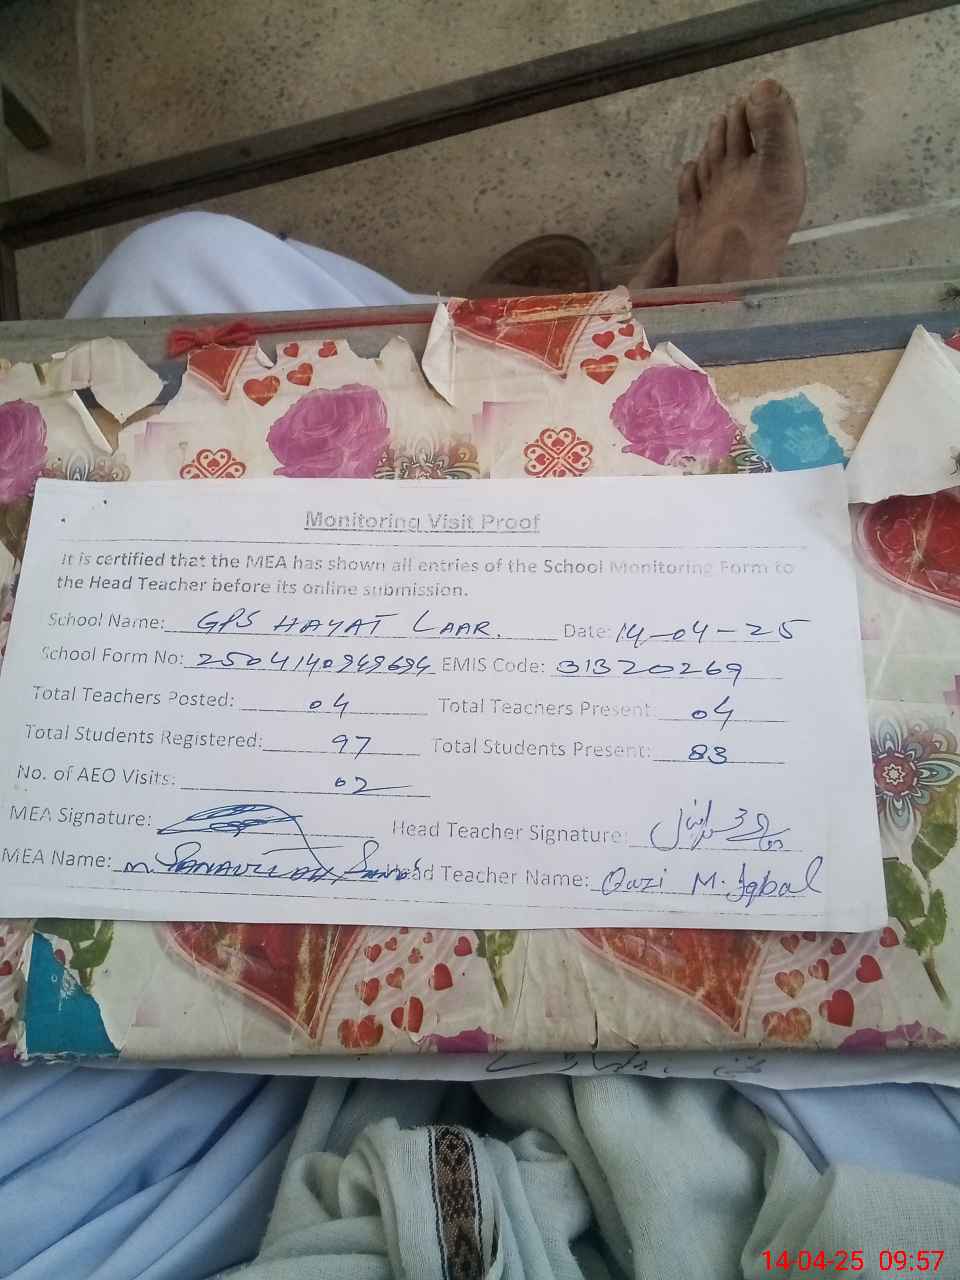 Monitoring Visit Proof
It is certified that the MEA has shown all entries of the School Monitoring Form to
the Head Teacher before its online submission.
School Name: GPS HAYAT LAAR. Date: 14-04-25
School Form No: 2504140949694 EMIS Code: 31320269
Total Teachers Posted: 04 Total Teachers Present: 04
Total Students Registered: 97 Total Students Present: 83
No. of AEO Visits: 02
MEA Signature: Head Teacher Signature:
MEA Name: M. SANAULLAH Head Teacher Name: Qazi M. Iqbal
14-04-25 09:57